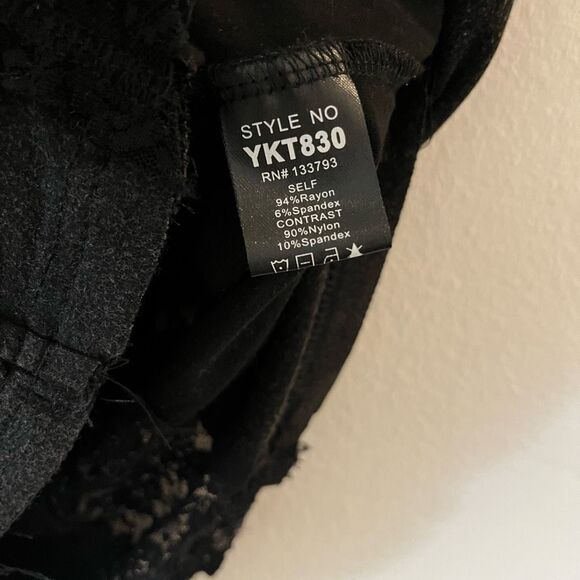 STYLE NO
YKT830
RN# 133793
SELF
94%Rayon
6%Spandex
CONTRAST
90%Nylon
10%Spandex